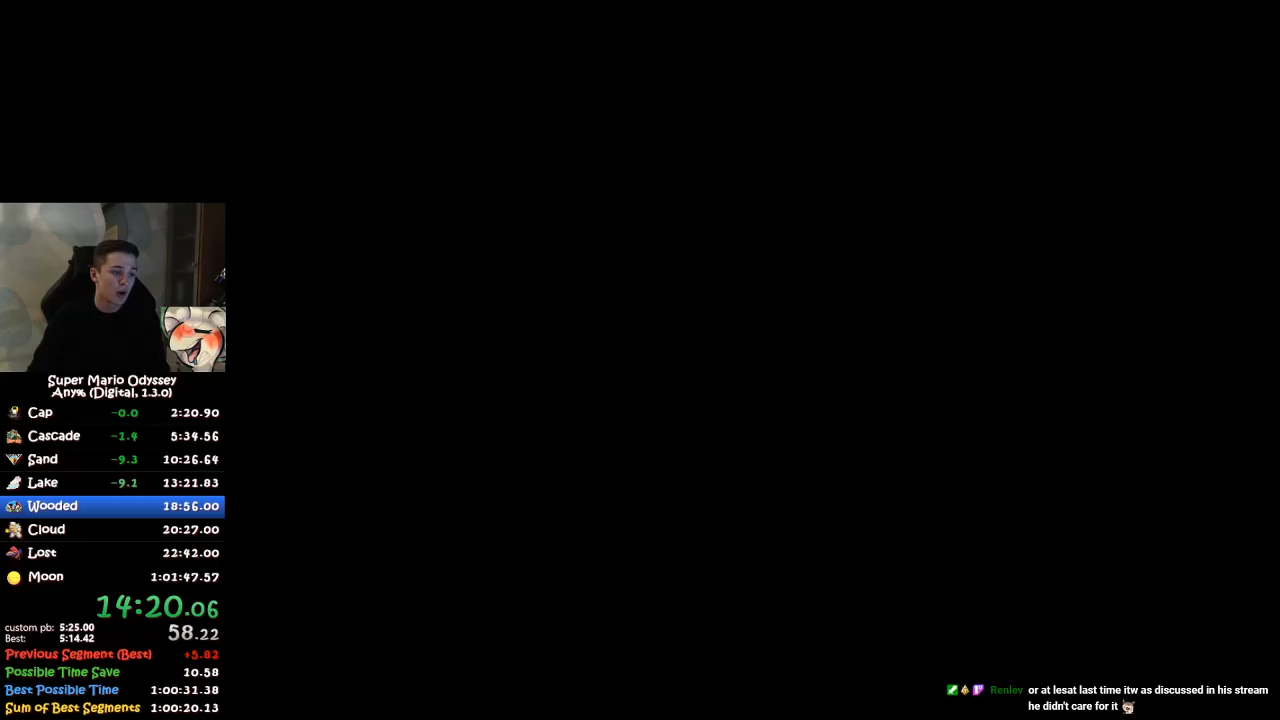 Super Mario Odyssey
Any% (Digital, 1.3.0)
Cap -0.0 2:20.90
Cascade -1.4 5:34.56
Sand -9.3 10:26.64
Lake -9.1 13:21.83
Wooded 18:56.00
Cloud 20:27.00
Lost 22:42.00
Moon 1:01:47.57
14:20.06
custom pb: 5:25.00
Best: 5:14.42
58.22
Previous Segment (Best) +5.82
Possible Time Save 10.58
Best Possible Time 1:00:31.38
Sum of Best Segments 1:00:20.13
Renlev or at lesat last time itw as discussed in his stream
he didn't care for it